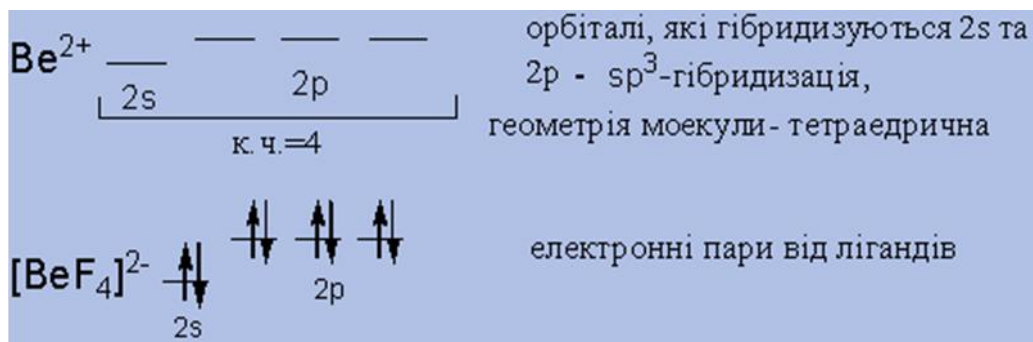 орбіталі, які гібридизуються 2s та
Be²⁺
2s
2p
2p - sp³-гібридизація,
к. ч.=4
геометрія моекули- тетраедрична
[BeF₄]²⁻
2s
2p
електронні пари від лігандів